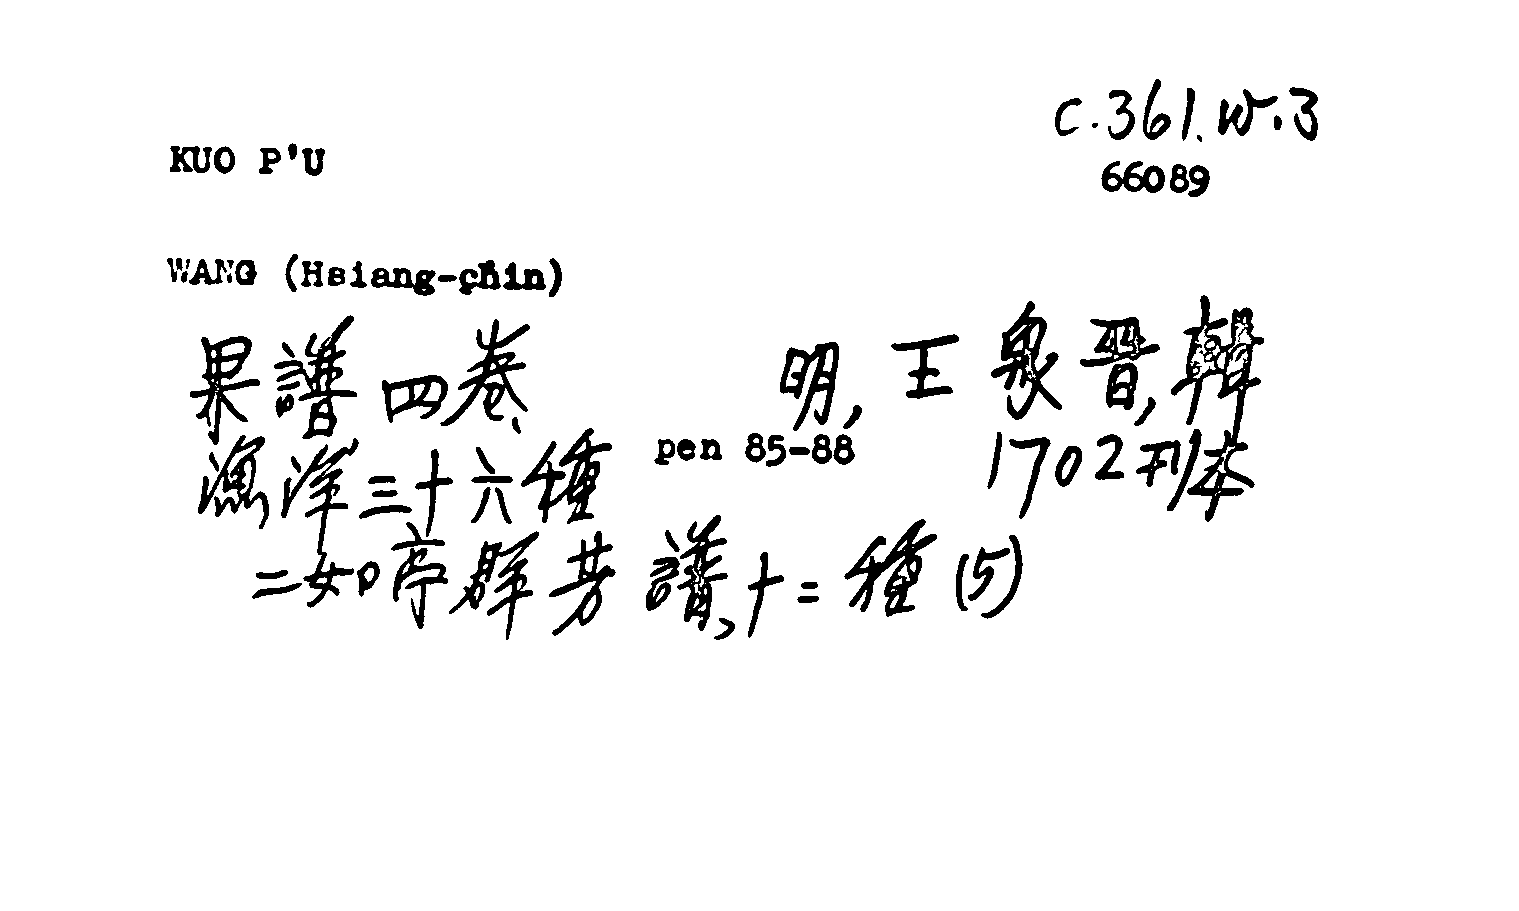 C.361.W.3
KUO P'U
66089
WANG (Hsiang-chin)
果譜四卷 明,王象晋,輯
漁洋三十六種 pen 85-88 1702刊本
二如亭群芳譜,十二種(5)